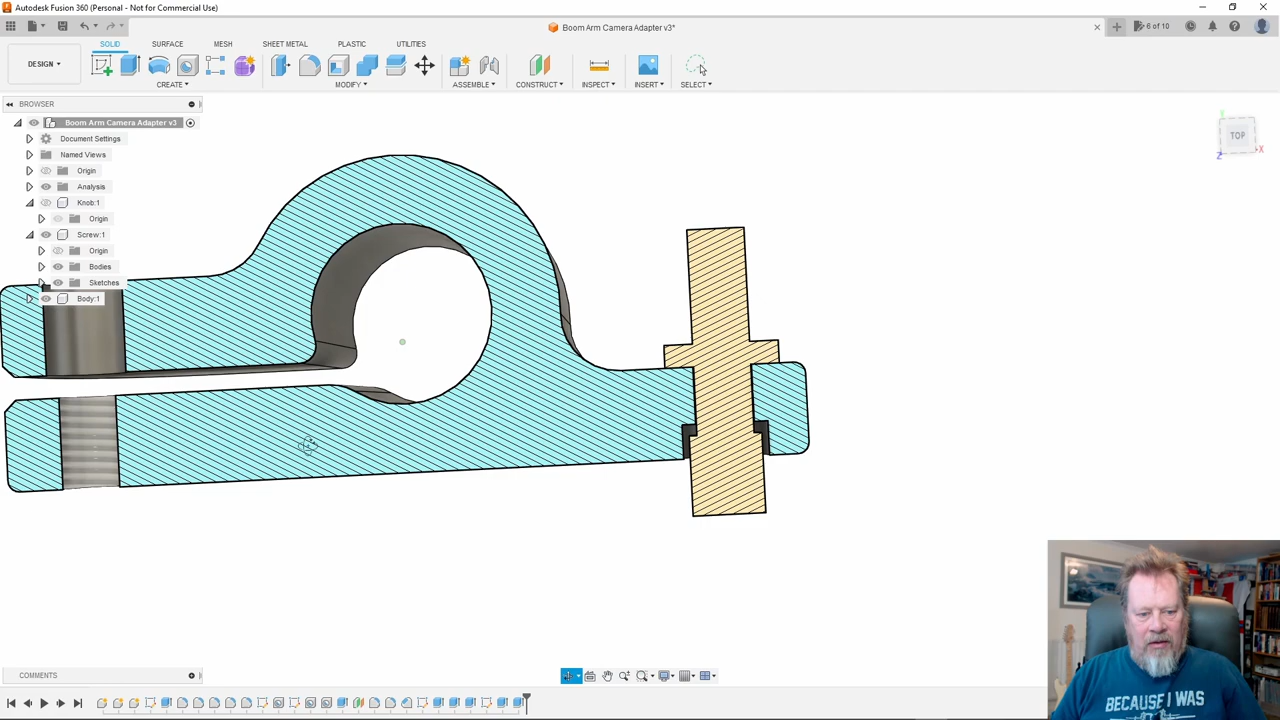 Autodesk Fusion 360 (Personal - Not for Commercial Use)
Boom Arm Camera Adapter v3*
6 of 10
DESIGN
SOLID
SURFACE
MESH
SHEET METAL
PLASTIC
UTILITIES
CREATE
MODIFY
ASSEMBLE
CONSTRUCT
INSPECT
INSERT
SELECT
BROWSER
Boom Arm Camera Adapter v3
Document Settings
Named Views
Origin
Analysis
Knob:1
Origin
Screw:1
Origin
Bodies
Sketches
Body:1
TOP
X
Z
COMMENTS
BECAUSE I WAS